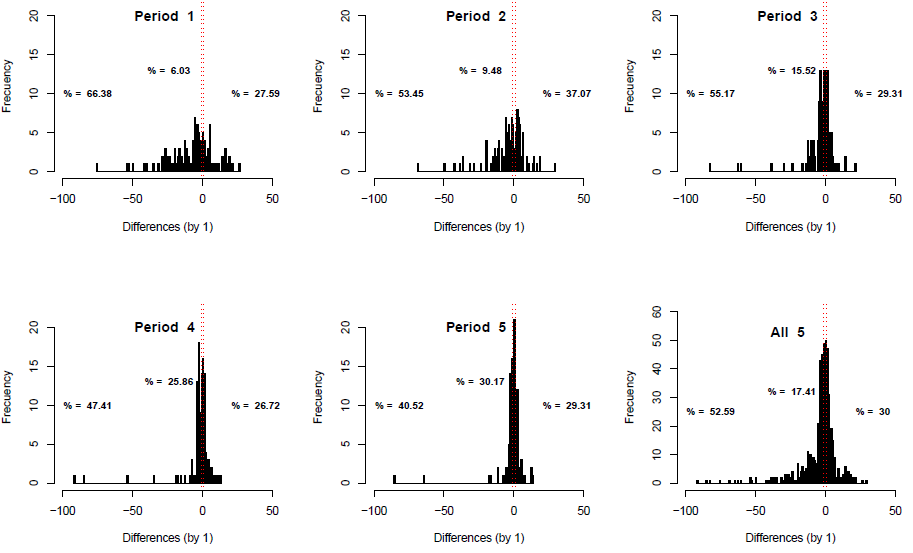 Period 1
Period 2
Period 3
20
15
10
5
0
Frecuency
% = 6.03
% = 66.38
% = 27.59
−100
−50
0
50
Differences (by 1)
20
15
10
5
0
Frecuency
% = 9.48
% = 53.45
% = 37.07
−100
−50
0
50
Differences (by 1)
20
15
10
5
0
Frecuency
% = 15.52
% = 55.17
% = 29.31
−100
−50
0
50
Differences (by 1)
Period 4
Period 5
All 5
20
15
10
5
0
Frecuency
% = 25.86
% = 47.41
% = 26.72
−100
−50
0
50
Differences (by 1)
20
15
10
5
0
Frecuency
% = 30.17
% = 40.52
% = 29.31
−100
−50
0
50
Differences (by 1)
60
50
40
30
20
10
0
Frecuency
% = 17.41
% = 52.59
% = 30
−100
−50
0
50
Differences (by 1)